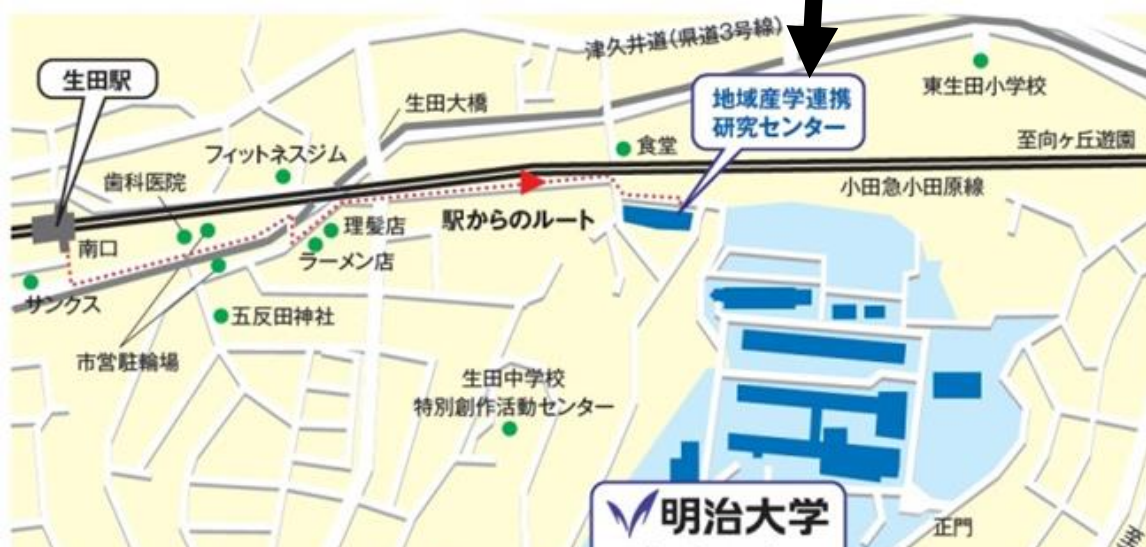 津久井道(県道3号線)
生田駅
地域産学連携
研究センター
東生田小学校
生田大橋
食堂
至向ヶ丘遊園
フィットネスジム
歯科医院
小田急小田原線
理髪店
駅からのルート
南口
ラーメン店
サンクス
五反田神社
市営駐輪場
生田中学校
特別創作活動センター
明治大学
正門